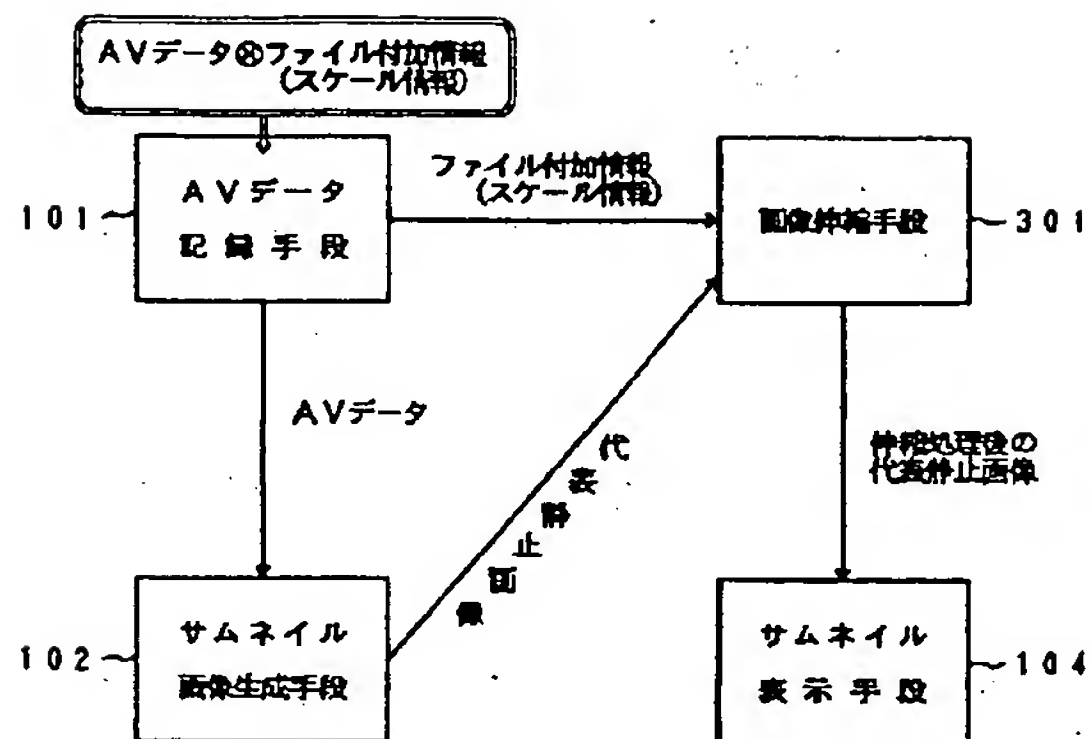 AVデータ⊗ファイル付加情報
(スケール情報)
101
AVデータ
記録手段
ファイル付加情報
(スケール情報)
画像伸縮手段
301
AVデータ
代表静止画像
伸縮処理後の
代表静止画像
102
サムネイル
画像生成手段
サムネイル
表示手段
104